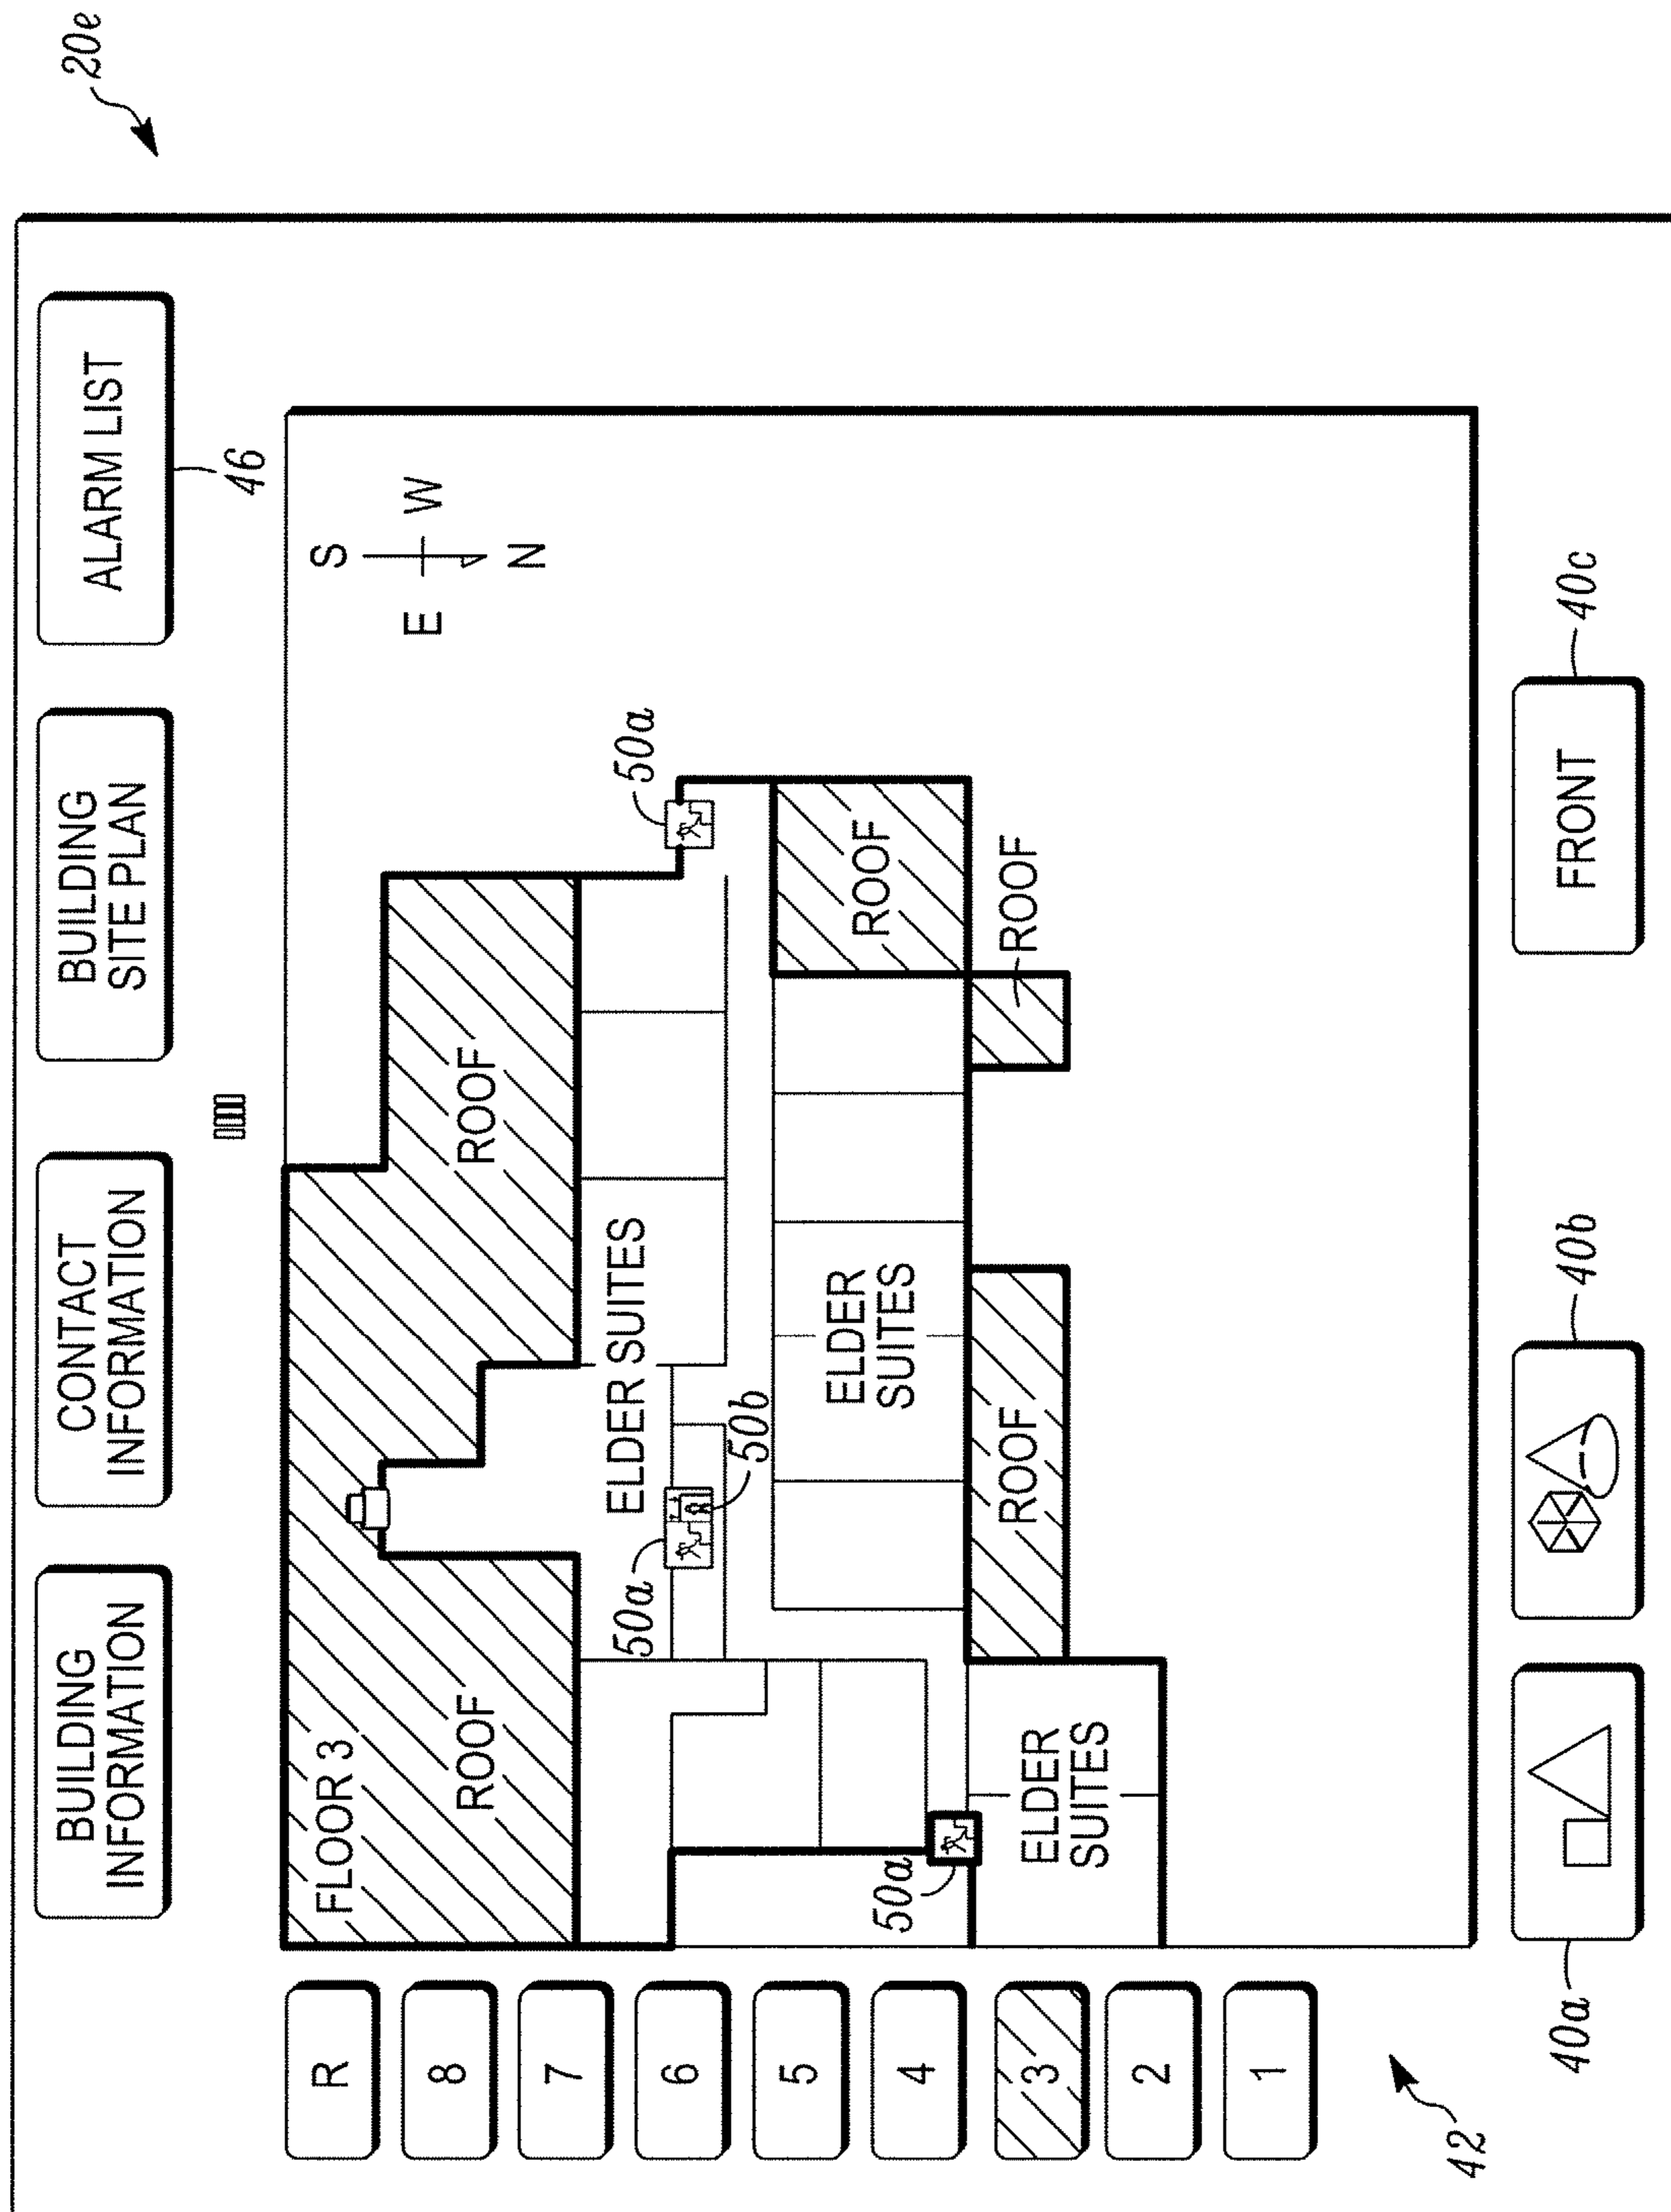 20e
BUILDING
INFORMATION
CONTACT
INFORMATION
BUILDING
SITE PLAN
ALARM LIST
46
R
8
7
6
5
4
3
2
1
42
FLOOR 3
ROOF
ROOF
S
E
W
N
ELDER SUITES
50a
50b
50a
ELDER
SUITES
ROOF
ROOF
ROOF
50a
ELDER
SUITES
40a
40b
FRONT
40c